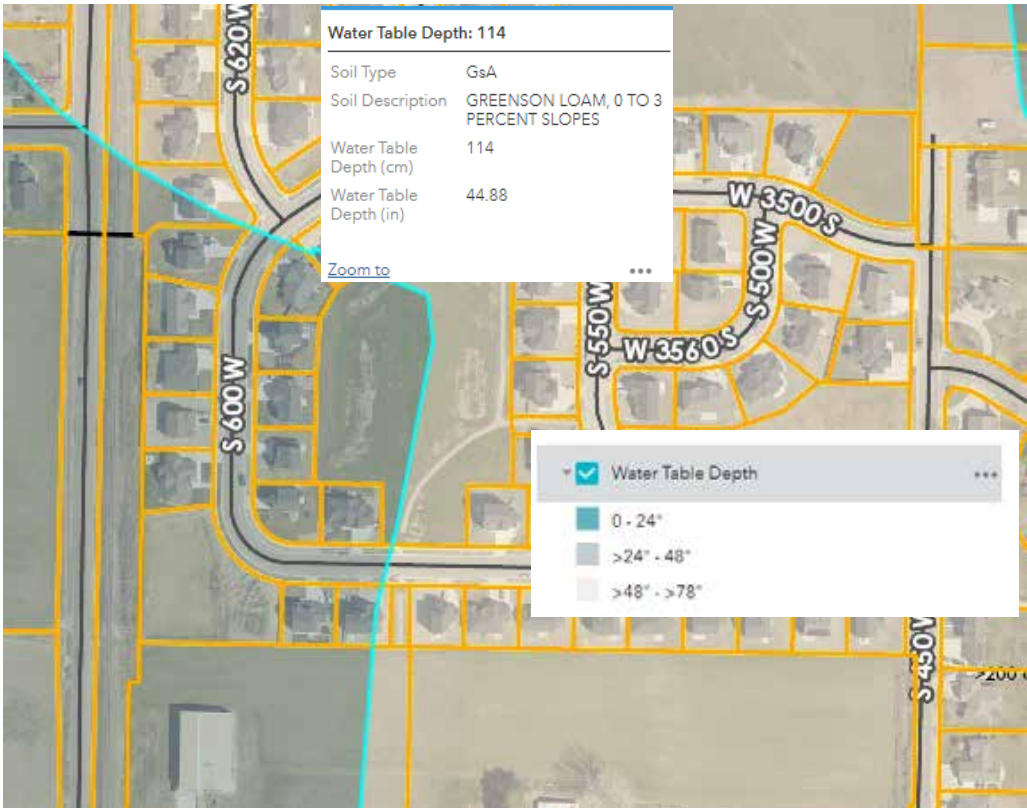 S 620 W
Water Table Depth: 114
Soil Type GsA
Soil Description GREENSON LOAM, 0 TO 3
PERCENT SLOPES
Water Table 114
Depth (cm)
Water Table 44.88
Depth (in)
Zoom to
W 3500 S
S 500 W
S 550 W
W 3560 S
S 600 W
Water Table Depth
0 - 24"
>24" - 48"
>48" - >78"
S 450 W
>200